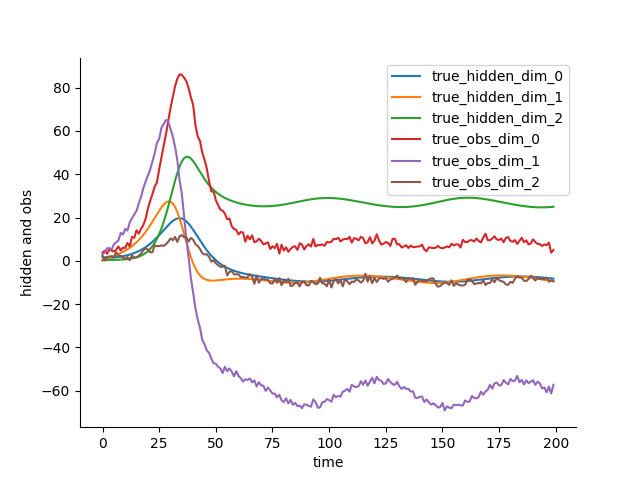 true_hidden_dim_0
true_hidden_dim_1
true_hidden_dim_2
true_obs_dim_0
true_obs_dim_1
true_obs_dim_2
hidden and obs
80
60
40
20
0
−20
−40
−60
0 25 50 75 100 125 150 175 200
time